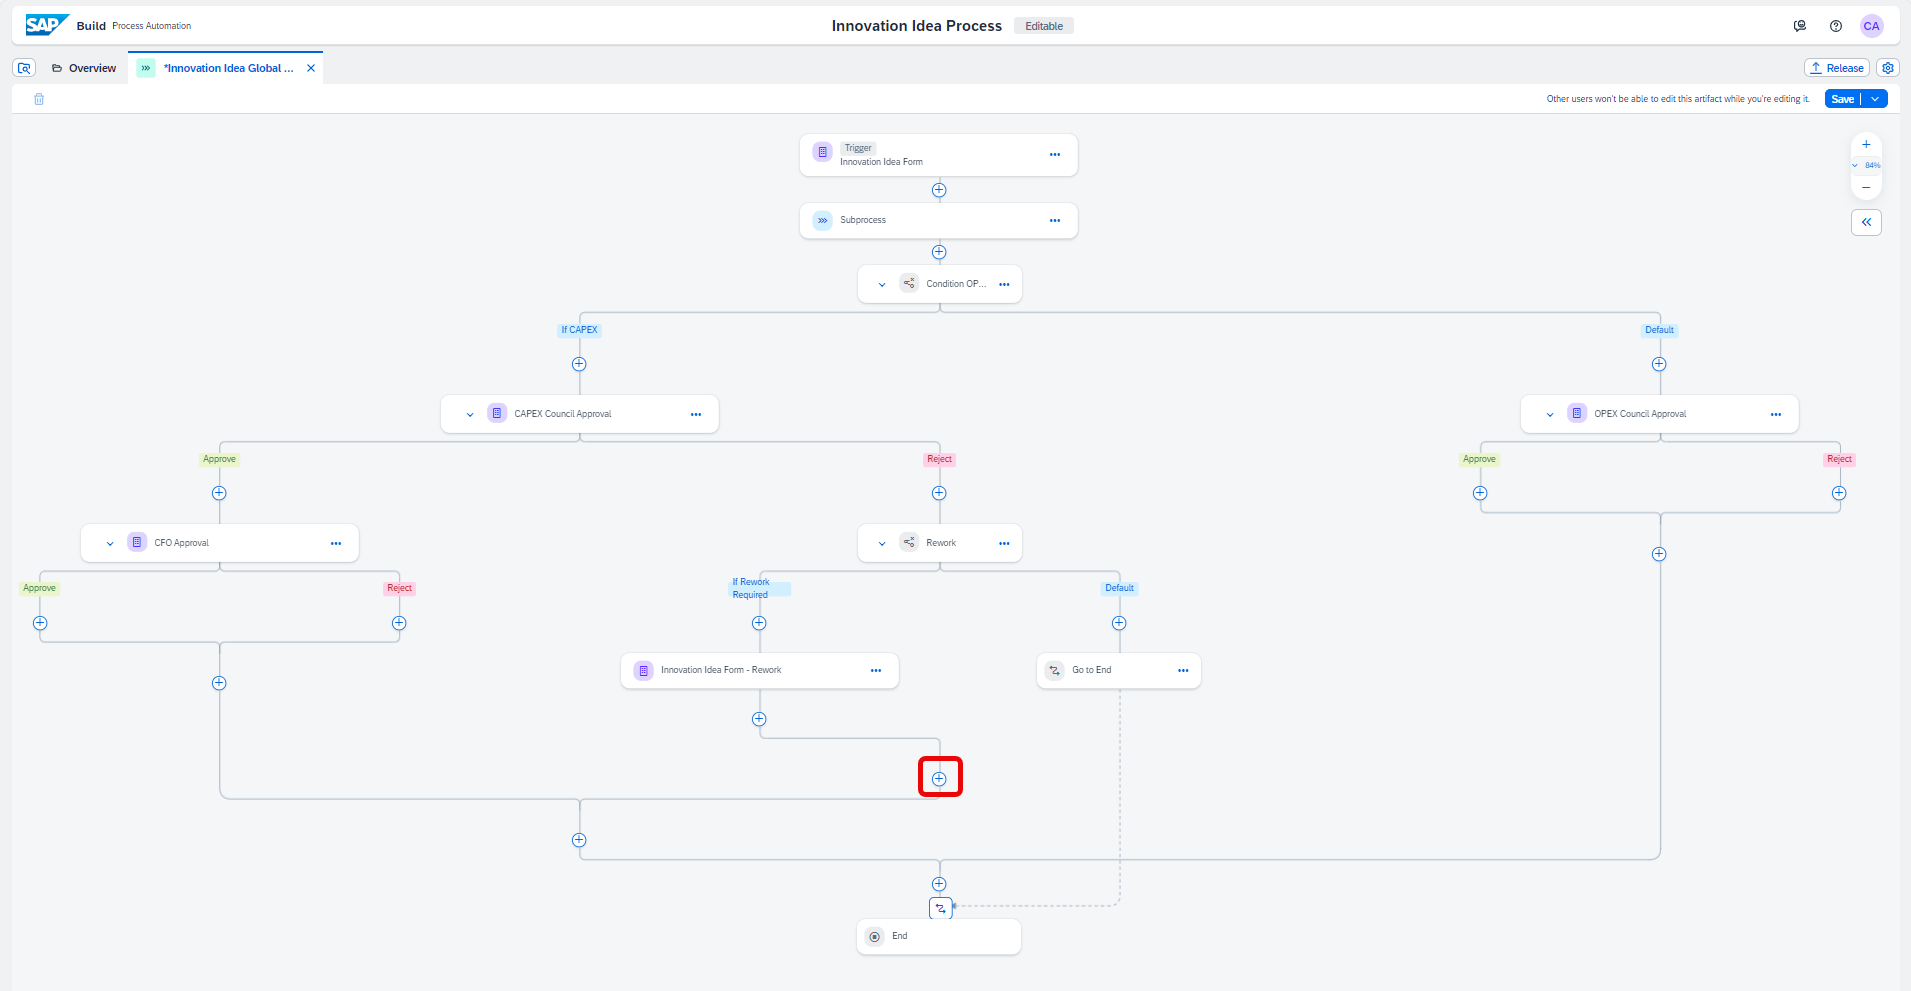 SAP Build Process Automation
Innovation Idea Process Editable
CA
Overview
*Innovation Idea Global ...
Release
Other users won't be able to edit this artifact while you're editing it.
Save
Trigger
Innovation Idea Form
84%
Subprocess
Condition OP...
If CAPEX
Default
CAPEX Council Approval
OPEX Council Approval
Approve
Reject
Approve
Reject
CFO Approval
Rework
Approve
Reject
If Rework
Required
Default
Innovation Idea Form - Rework
Go to End
End